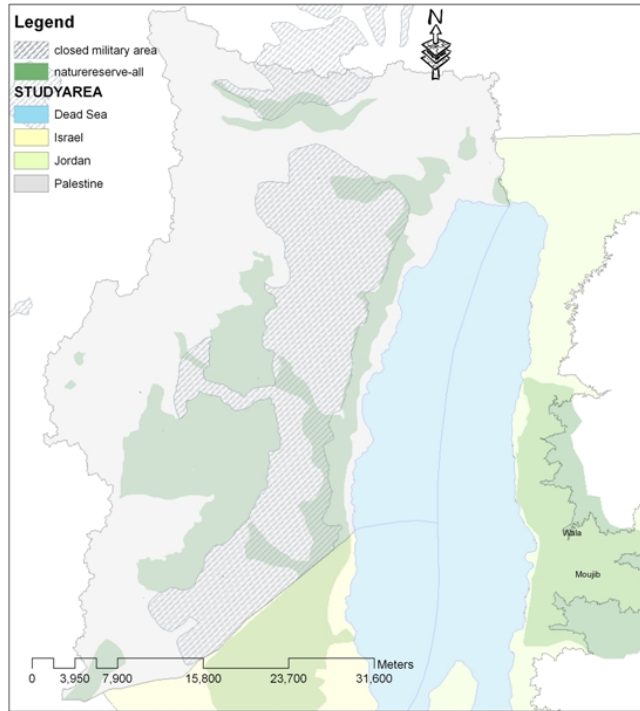 Legend
closed military area
naturereserve-all
STUDYAREA
Dead Sea
Israel
Jordan
Palestine
N
Wala
Moujib
Meters
0 3,950 7,900 15,800 23,700 31,600